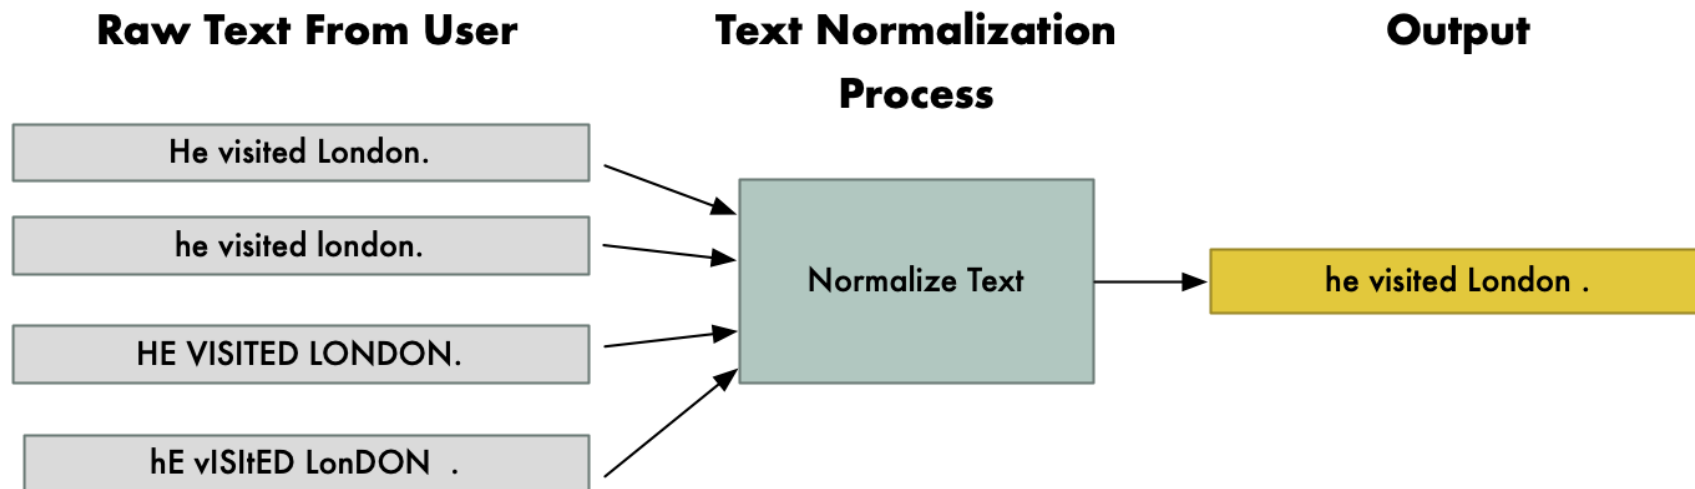 Raw Text From User
Text Normalization
Process
Output
He visited London.
he visited london.
HE VISITED LONDON.
hE vISItED LonDON  .
Normalize Text
he visited London .